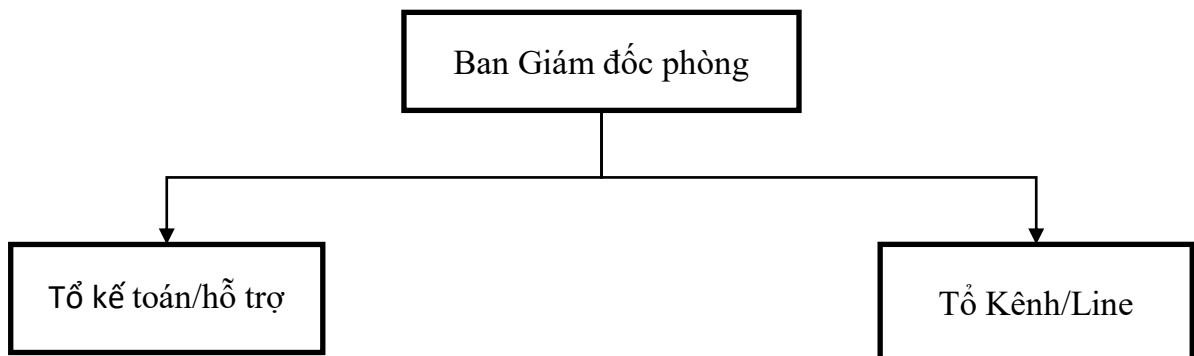 Ban Giám đốc phòng
Tổ kế toán/hỗ trợ
Tổ Kênh/Line